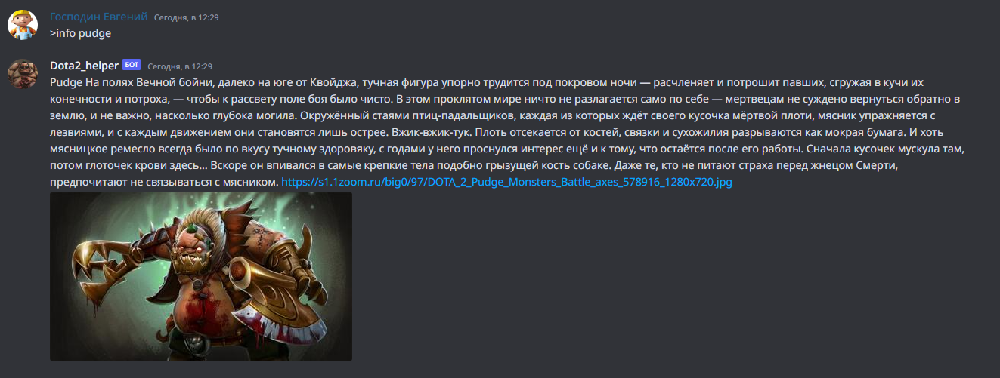 Господин Евгений Сегодня, в 12:29
>info pudge
Dota2_helper БОТ Сегодня, в 12:29
Pudge На полях Вечной бойни, далеко на юге от Квойджа, тучная фигура упорно трудится под покровом ночи — расчленяет и потрошит павших, сгружая в кучи их
конечности и потроха, — чтобы к рассвету поле боя было чисто. В этом проклятом мире ничто не разлагается само по себе — мертвецам не суждено вернуться обратно в
землю, и не важно, насколько глубока могила. Окружённый стаями птиц-падальщиков, каждая из которых ждёт своего кусочка мёртвой плоти, мясник упражняется с
лезвиями, и с каждым движением они становятся лишь острее. Вжик-вжик-тук. Плоть отсекается от костей, связки и сухожилия разрываются как мокрая бумага. И хоть
мясницкое ремесло всегда было по вкусу тучному здоровяку, с годами у него проснулся интерес ещё и к тому, что остаётся после его работы. Сначала кусочек мускула там,
потом глоточек крови здесь... Вскоре он впивался в самые крепкие тела подобно грызущей кость собаке. Даже те, кто не питают страха перед жнецом Смерти,
предпочитают не связываться с мясником. https://s1.1zoom.ru/big0/97/DOTA_2_Pudge_Monsters_Battle_axes_578916_1280x720.jpg